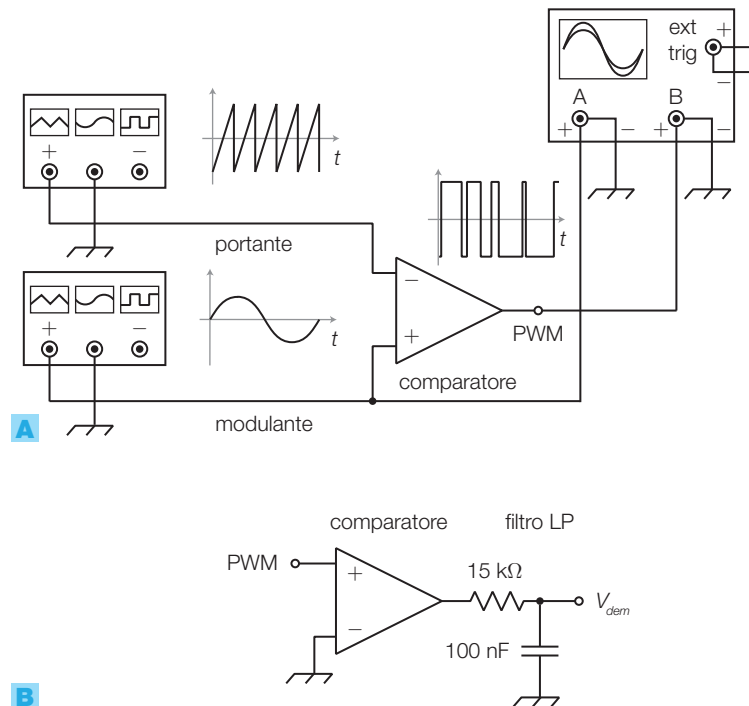 ext
trig
+
−
A
B
+
−
+
−
+
−
t
portante
t
−
+
PWM
comparatore
+
−
t
modulante
A
comparatore
filtro LP
PWM
+
−
15 kΩ
V_dem
100 nF
B